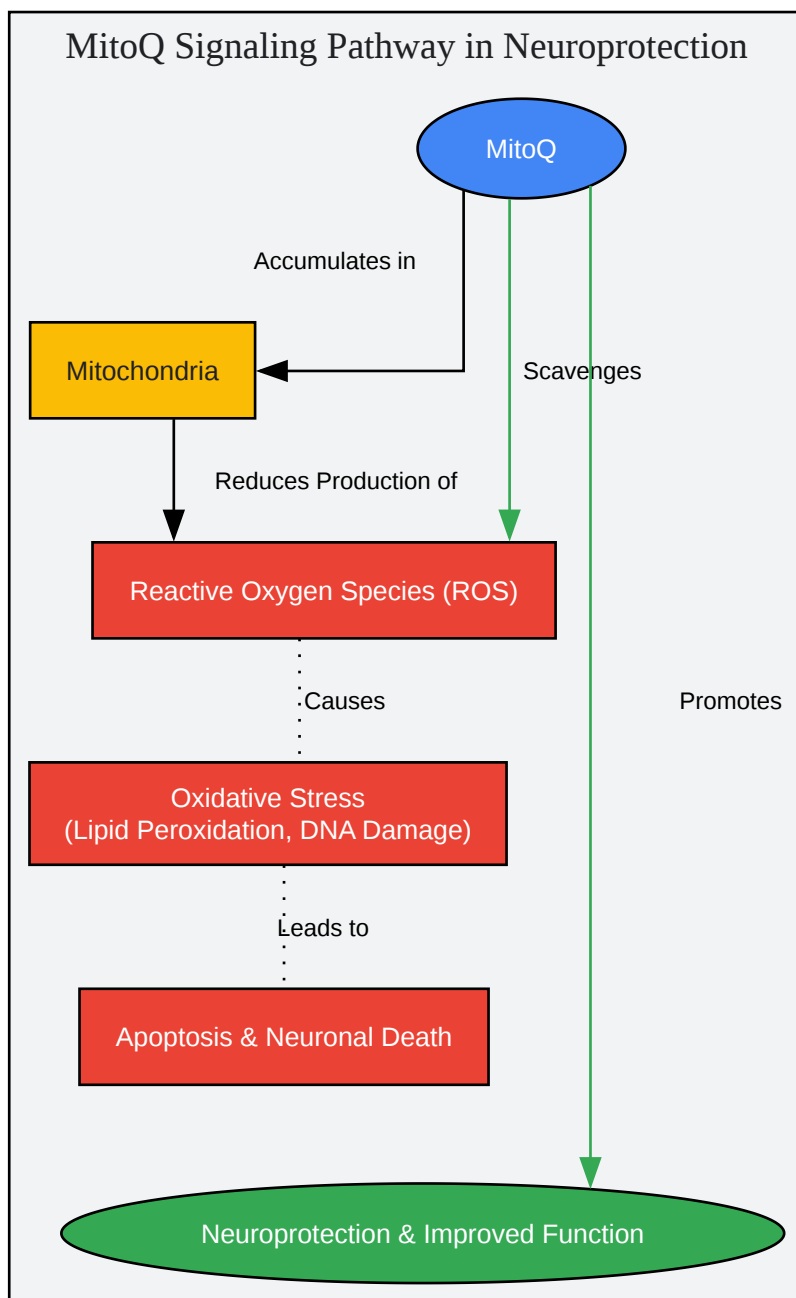 MitoQ Signaling Pathway in Neuroprotection
MitoQ
Accumulates in
Mitochondria
Scavenges
Reduces Production of
Reactive Oxygen Species (ROS)
Causes
Promotes
Oxidative Stress
(Lipid Peroxidation, DNA Damage)
Leads to
Apoptosis & Neuronal Death
Neuroprotection & Improved Function